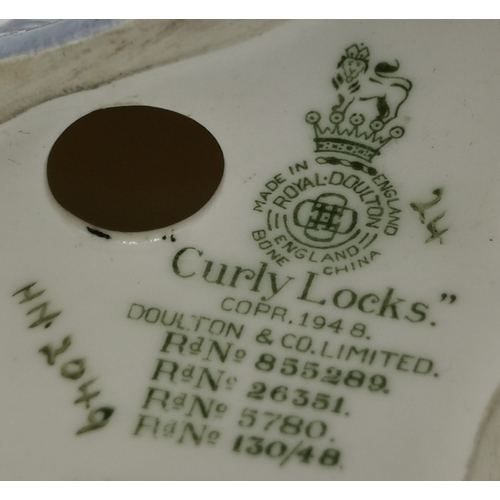 MADE IN ENGLAND
ROYAL·DOULTON
ENGLAND
BONE CHINA
24
Curly Locks."
COPR. 1948.
DOULTON & CO. LIMITED.
RdNo 855289.
RdNo 26351.
RdNo 5780.
RdNo 130/48.
HN. 2049